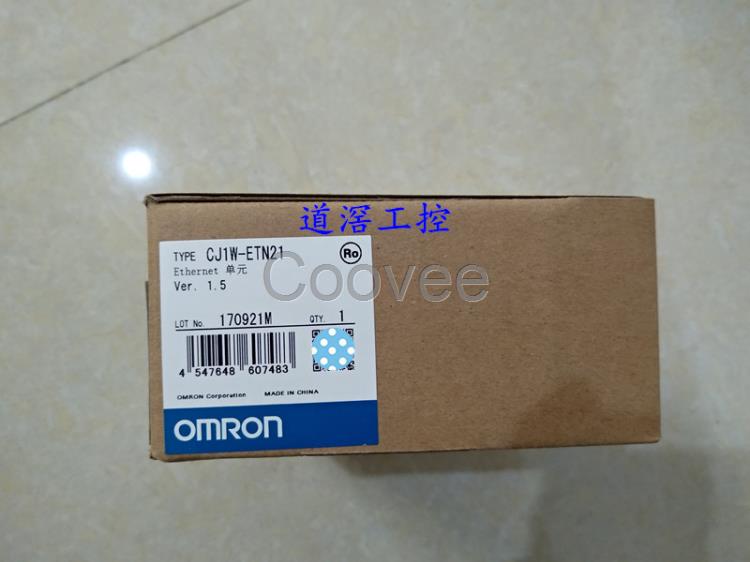 道滘工控
TYPE CJ1W-ETN21
Ro
Ethernet 单元
Ver. 1.5
Coovee
LOT No. 170921M QTY. 1
4 547648 607483
OMRON Corporation MADE IN CHINA
OMRON